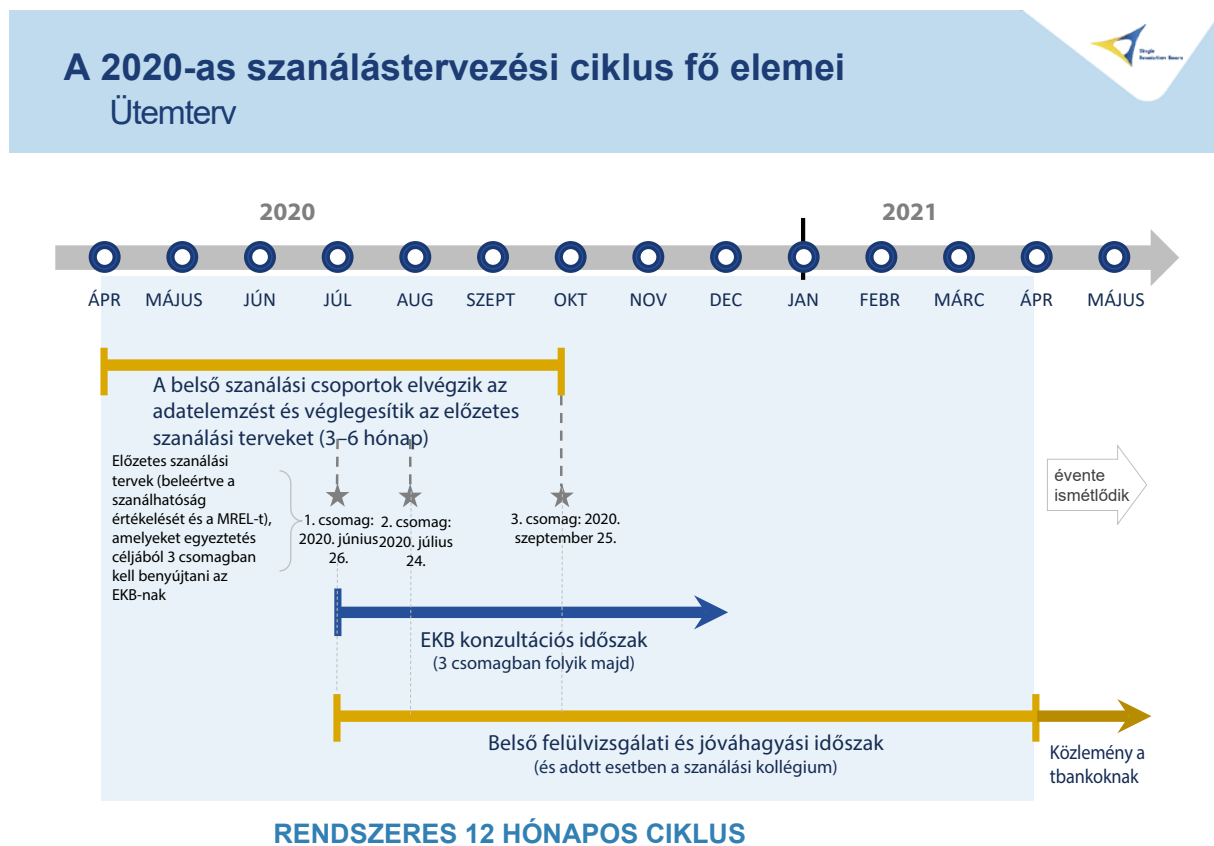 A 2020-as szanálástervezési ciklus fő elemei
Ütemterv
Single
Resolution Board
2020
2021
ÁPR
MÁJUS
JÚN
JÚL
AUG
SZEPT
OKT
NOV
DEC
JAN
FEBR
MÁRC
ÁPR
MÁJUS
A belső szanálási csoportok elvégzik az
adatelemzést és véglegesítik az előzetes
szanálási terveket (3–6 hónap)
Előzetes szanálási
tervek (beleértve a
szanálhatóság
értékelését és a MREL-t),
amelyeket egyeztetés
céljából 3 csomagban
kell benyújtani az
EKB-nak
1. csomag:
2020. június
26.
2. csomag:
2020. július
24.
3. csomag: 2020.
szeptember 25.
évente
ismétlődik
EKB konzultációs időszak
(3 csomagban folyik majd)
Belső felülvizsgálati és jóváhagyási időszak
(és adott esetben a szanálási kollégium)
Közlemény a
tbankoknak
RENDSZERES 12 HÓNAPOS CIKLUS